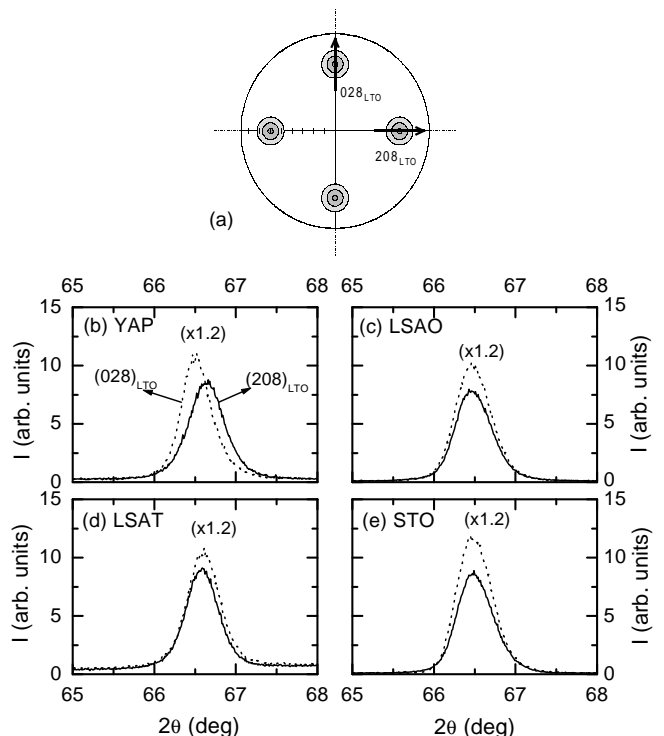 028LTO
208LTO
(a)
65 66 67 68 65 66 67 68
15 (b) YAP (c) LSAO 15
(x1.2) (x1.2)
10 10
(028)LTO (208)LTO
5 5
0 0
I (arb. units) I (arb. units)
15 (d) LSAT (e) STO 15
(x1.2) (x1.2)
10 10
5 5
0 0
I (arb. units) I (arb. units)
65 66 67 68 65 66 67 68
2θ (deg) 2θ (deg)